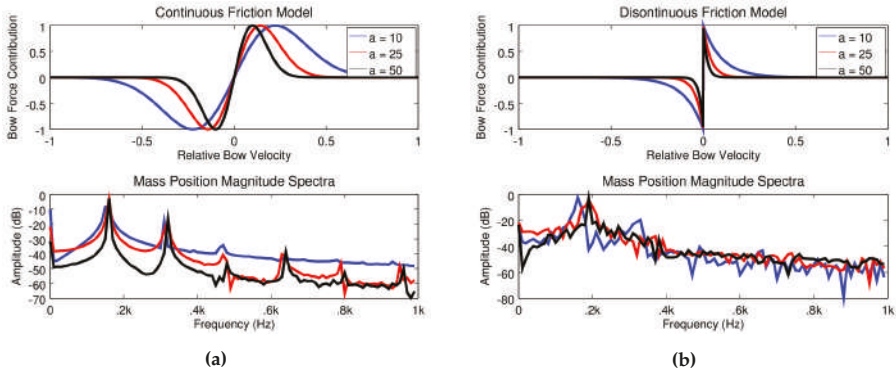 Continuous Friction Model
Bow Force Contribution
1
0.5
0
-0.5
-1
a = 10
a = 25
a = 50
-1 -0.5 0 0.5 1
Relative Bow Velocity
Mass Position Magnitude Spectra
Amplitude (dB)
0
-10
-20
-30
-40
-50
-60
-70
0 .2k .4k .6k .8k 1k
Frequency (Hz)
(a)
Disontinuous Friction Model
Bow Force Contribution
1
0.5
0
-0.5
-1
a = 10
a = 25
a = 50
-1 -0.5 0 0.5 1
Relative Bow Velocity
Mass Position Magnitude Spectra
Amplitude (dB)
0
-20
-40
-60
-80
0 .2k .4k .6k .8k 1k
Frequency (Hz)
(b)